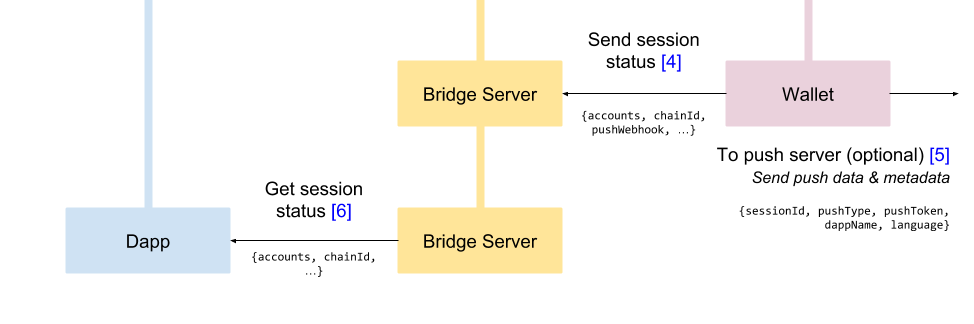 Send session
status [4]
Bridge Server
Wallet
{accounts, chainId,
pushWebhook, ...}
To push server (optional) [5]
Send push data & metadata
{sessionId, pushType, pushToken,
dappName, language}
Get session
status [6]
Dapp
Bridge Server
{accounts, chainId,
...}